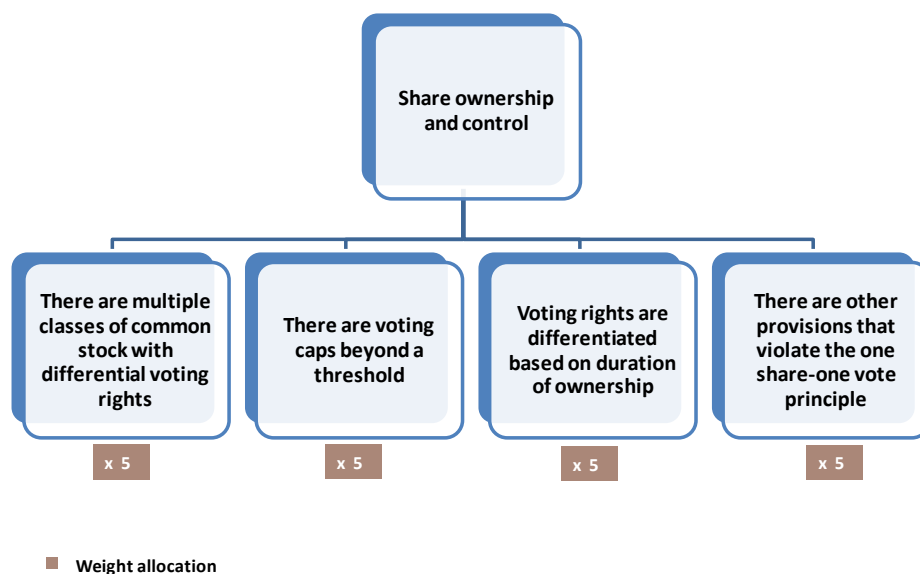 Share ownership
and control
There are multiple
classes of common
stock with
differential voting
rights
There are voting
caps beyond a
threshold
Voting rights are
differentiated
based on duration
of ownership
There are other
provisions that
violate the one
share-one vote
principle
x 5
x 5
x 5
x 5
Weight allocation